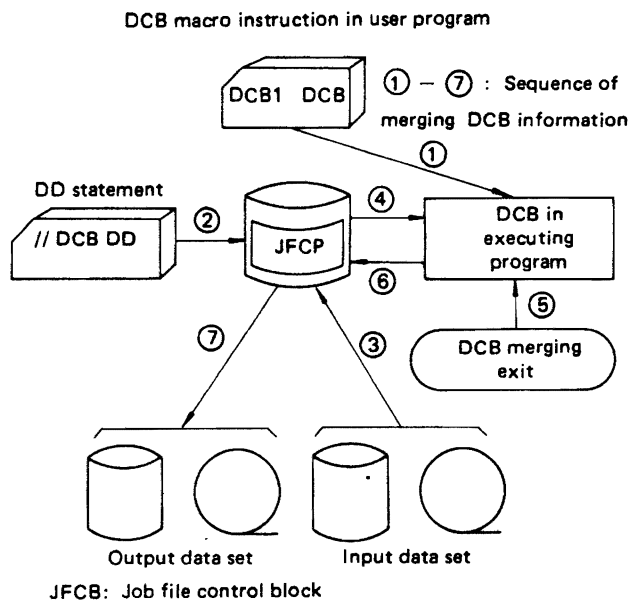 DCB macro instruction in user program
DCB1 DCB
① – ⑦ : Sequence of
merging DCB information
①
DD statement
// DCB DD
②
JFCP
④
⑥
DCB in
executing
program
⑤
DCB merging
exit
⑦
③
Output data set
Input data set
JFCB: Job file control block